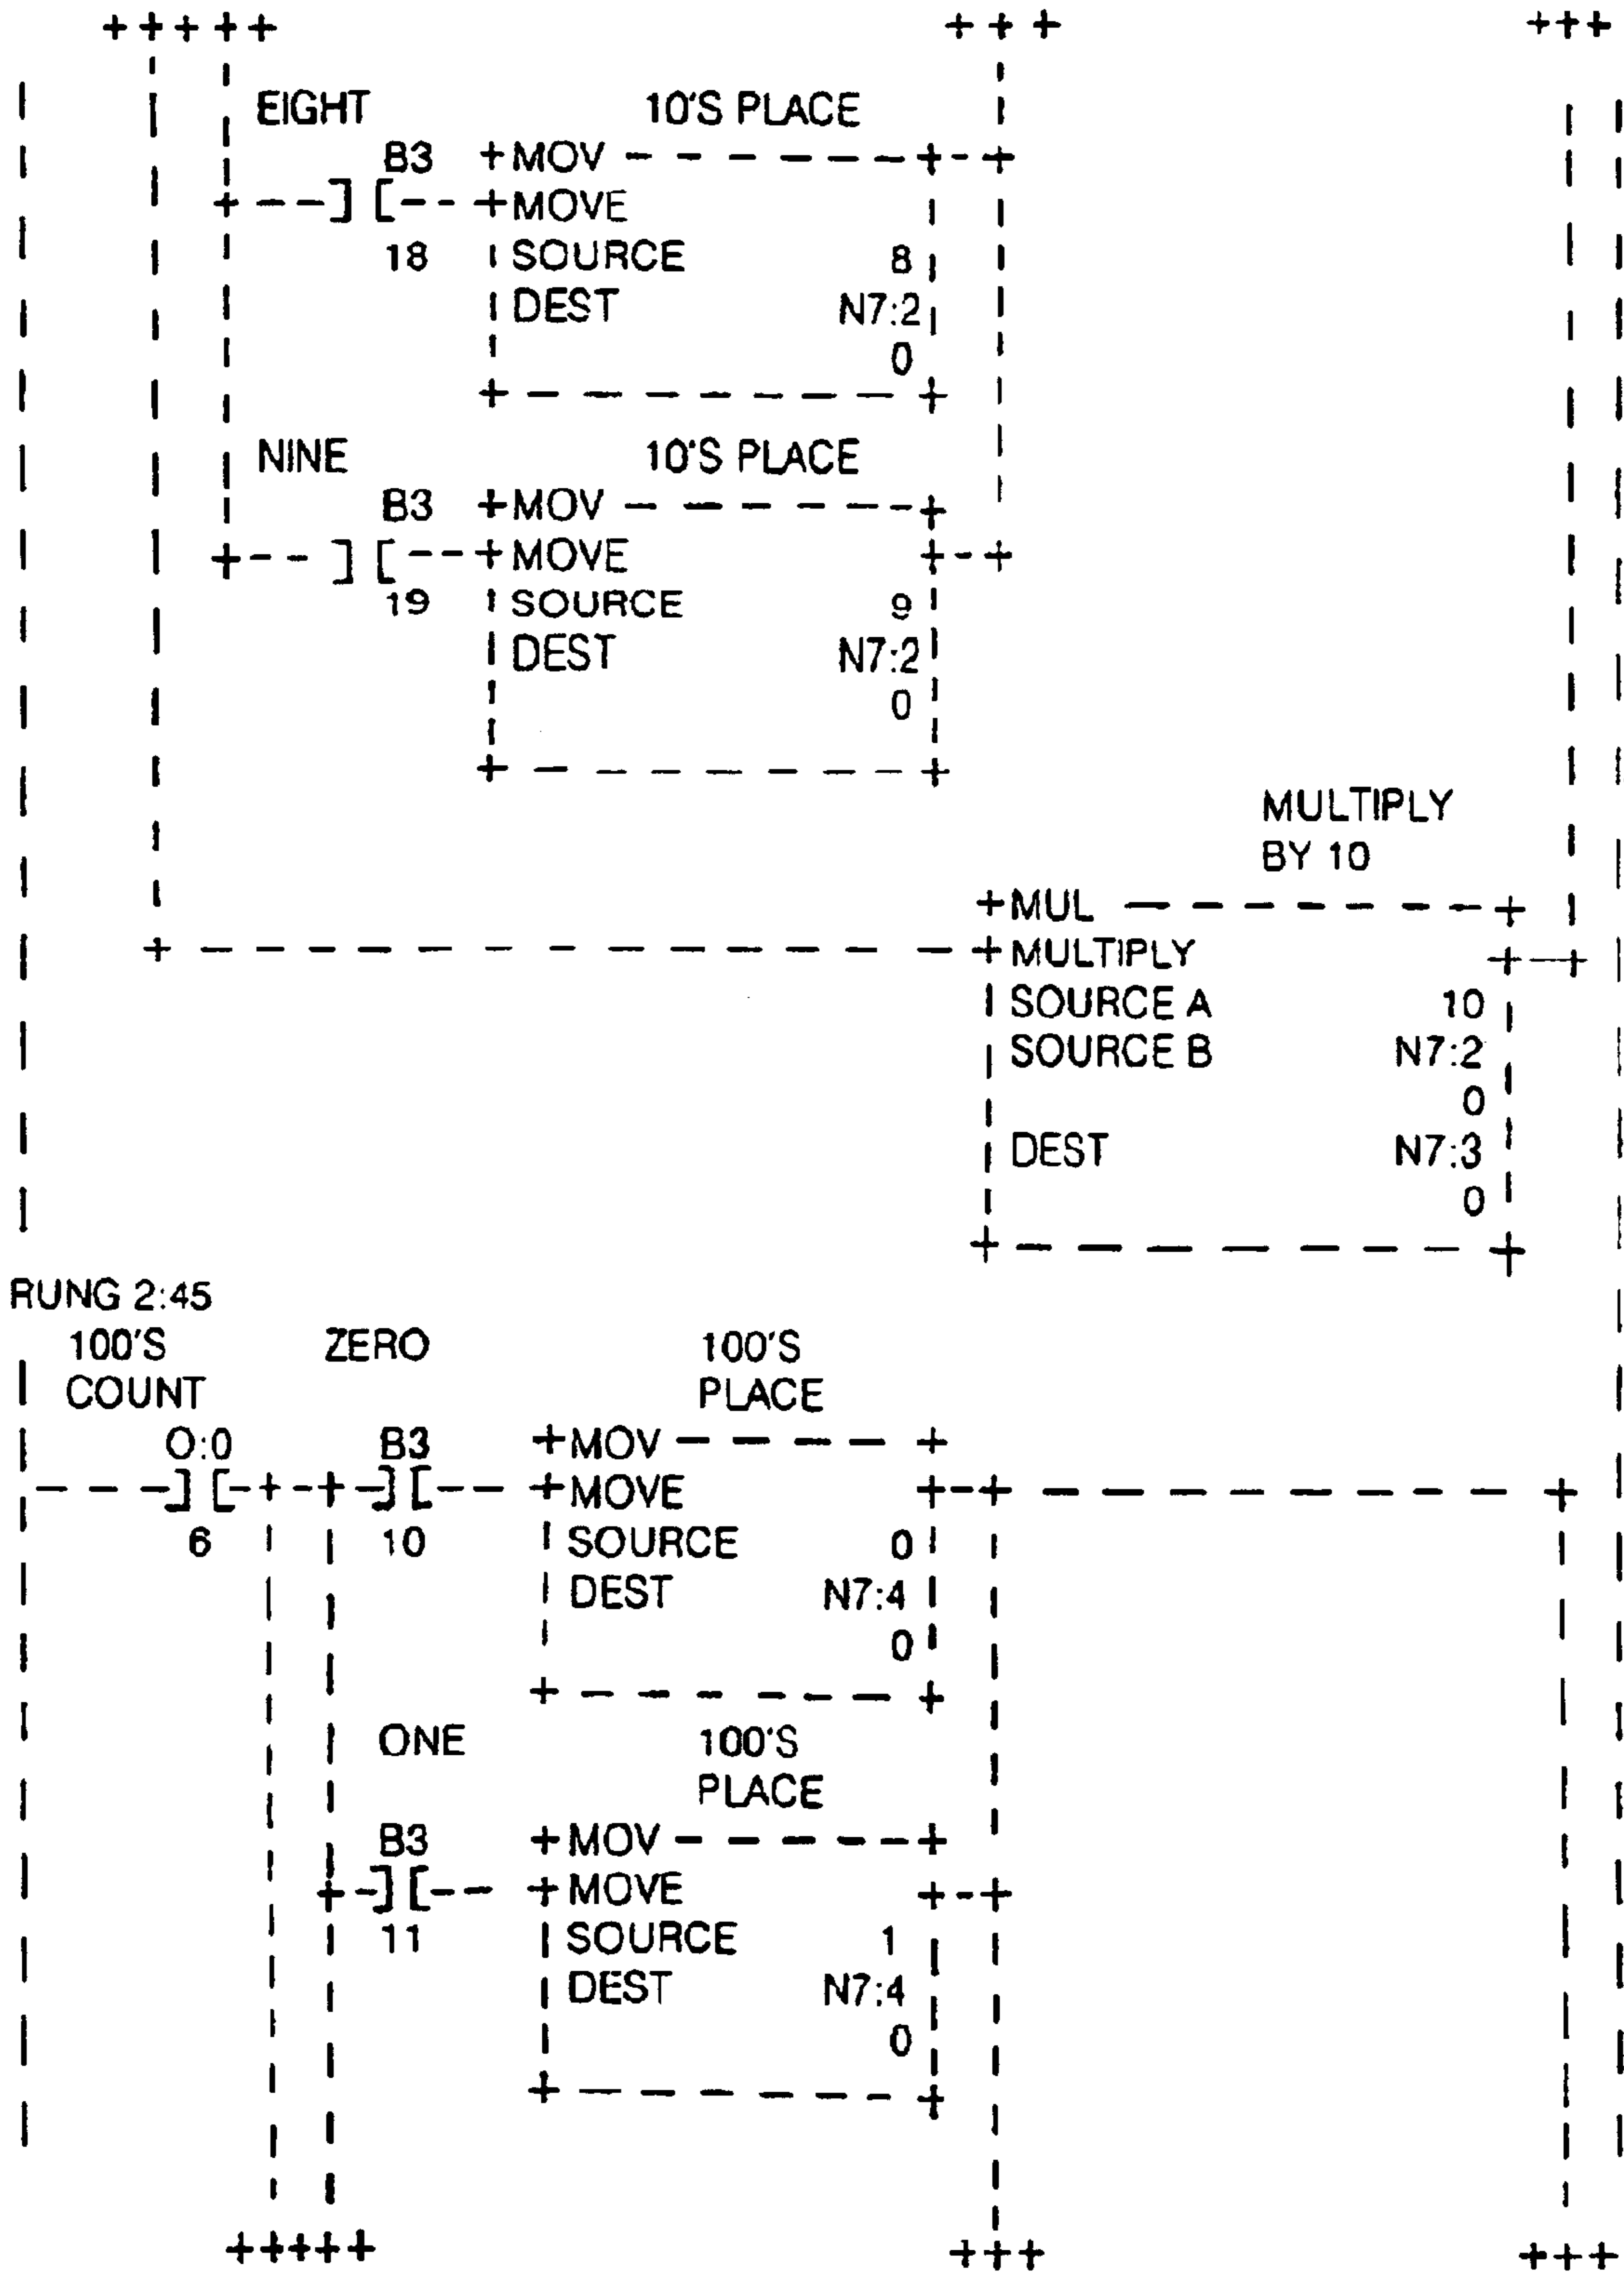 EIGHT 10'S PLACE
B3 MOV
] [ MOVE
18 SOURCE 8
DEST N7:2
0
NINE 10'S PLACE
B3 MOV
] [ MOVE
19 SOURCE 9
DEST N7:2
0
MULTIPLY
BY 10
MUL
MULTIPLY
SOURCE A 10
SOURCE B N7:2
0
DEST N7:3
0
RUNG 2:45
100'S ZERO 100'S
COUNT PLACE
O:0 B3 MOV
] [ ] [ MOVE
6 10 SOURCE 0
DEST N7:4
0
ONE 100'S
PLACE
B3 MOV
] [ MOVE
11 SOURCE 1
DEST N7:4
0